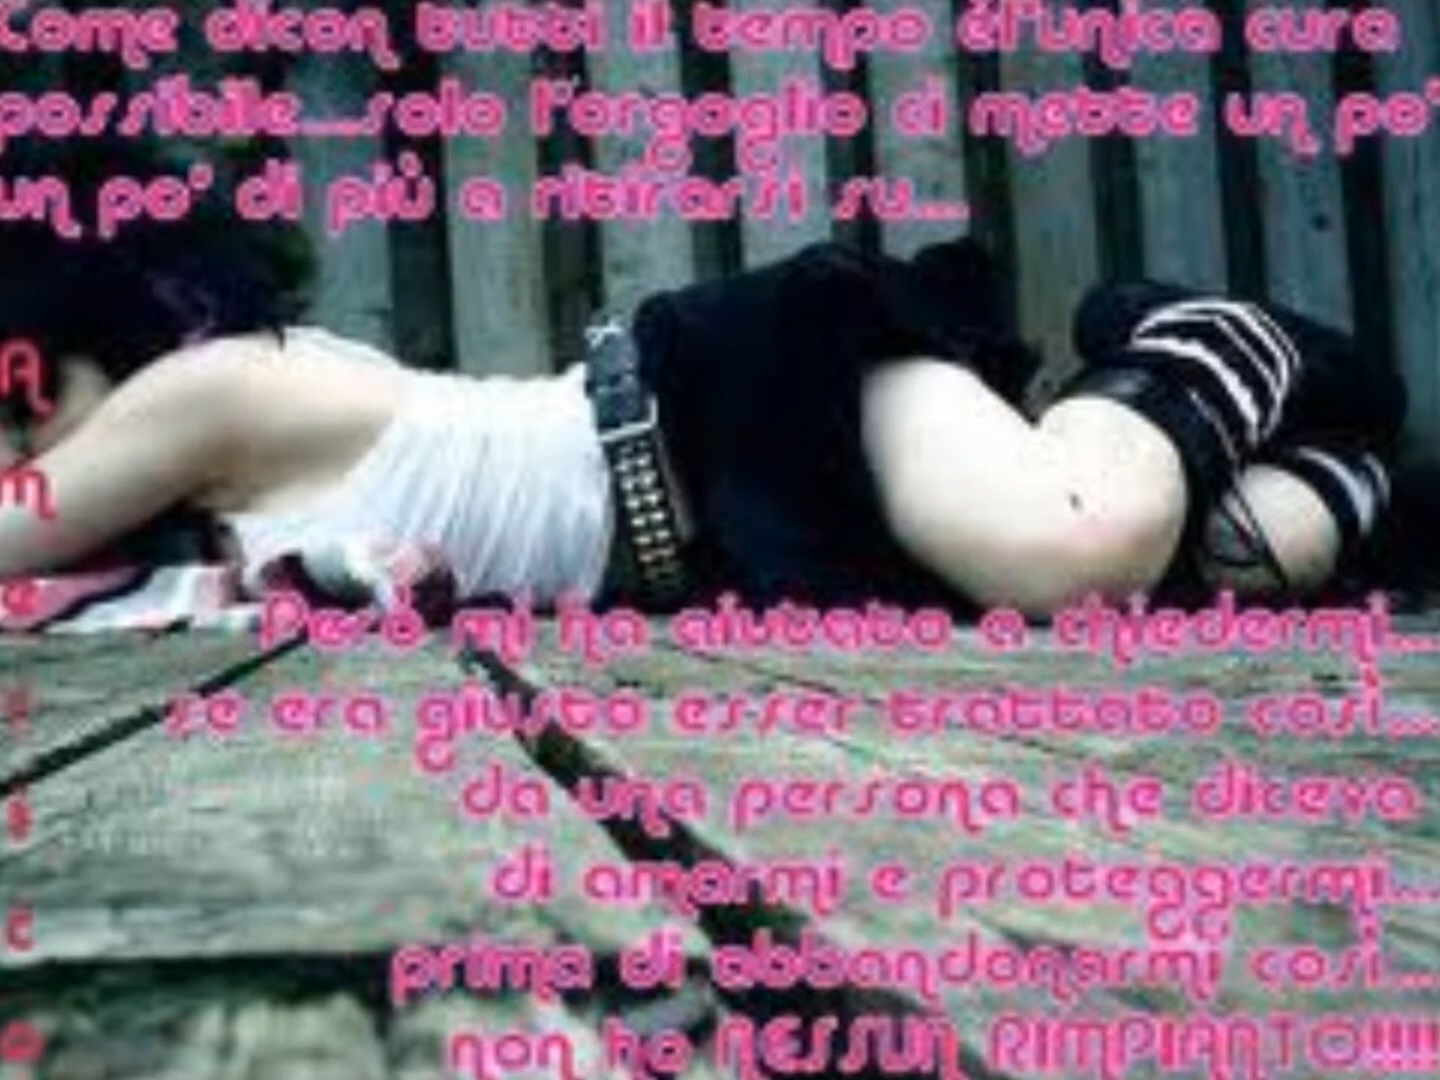 Come dicon tutti il tempo é l'unica cura
possibile....solo l'orgoglio ci mette un po'
un po' di più a ritirarsi su....
Però mi ha aiutato a chiedermi....
se era giusto esser trattato così...
da una persona che diceva
di amarmi e proteggermi...
prima di abbandonarmi così...
non ho NESSUN RIMPIANTO!!!!